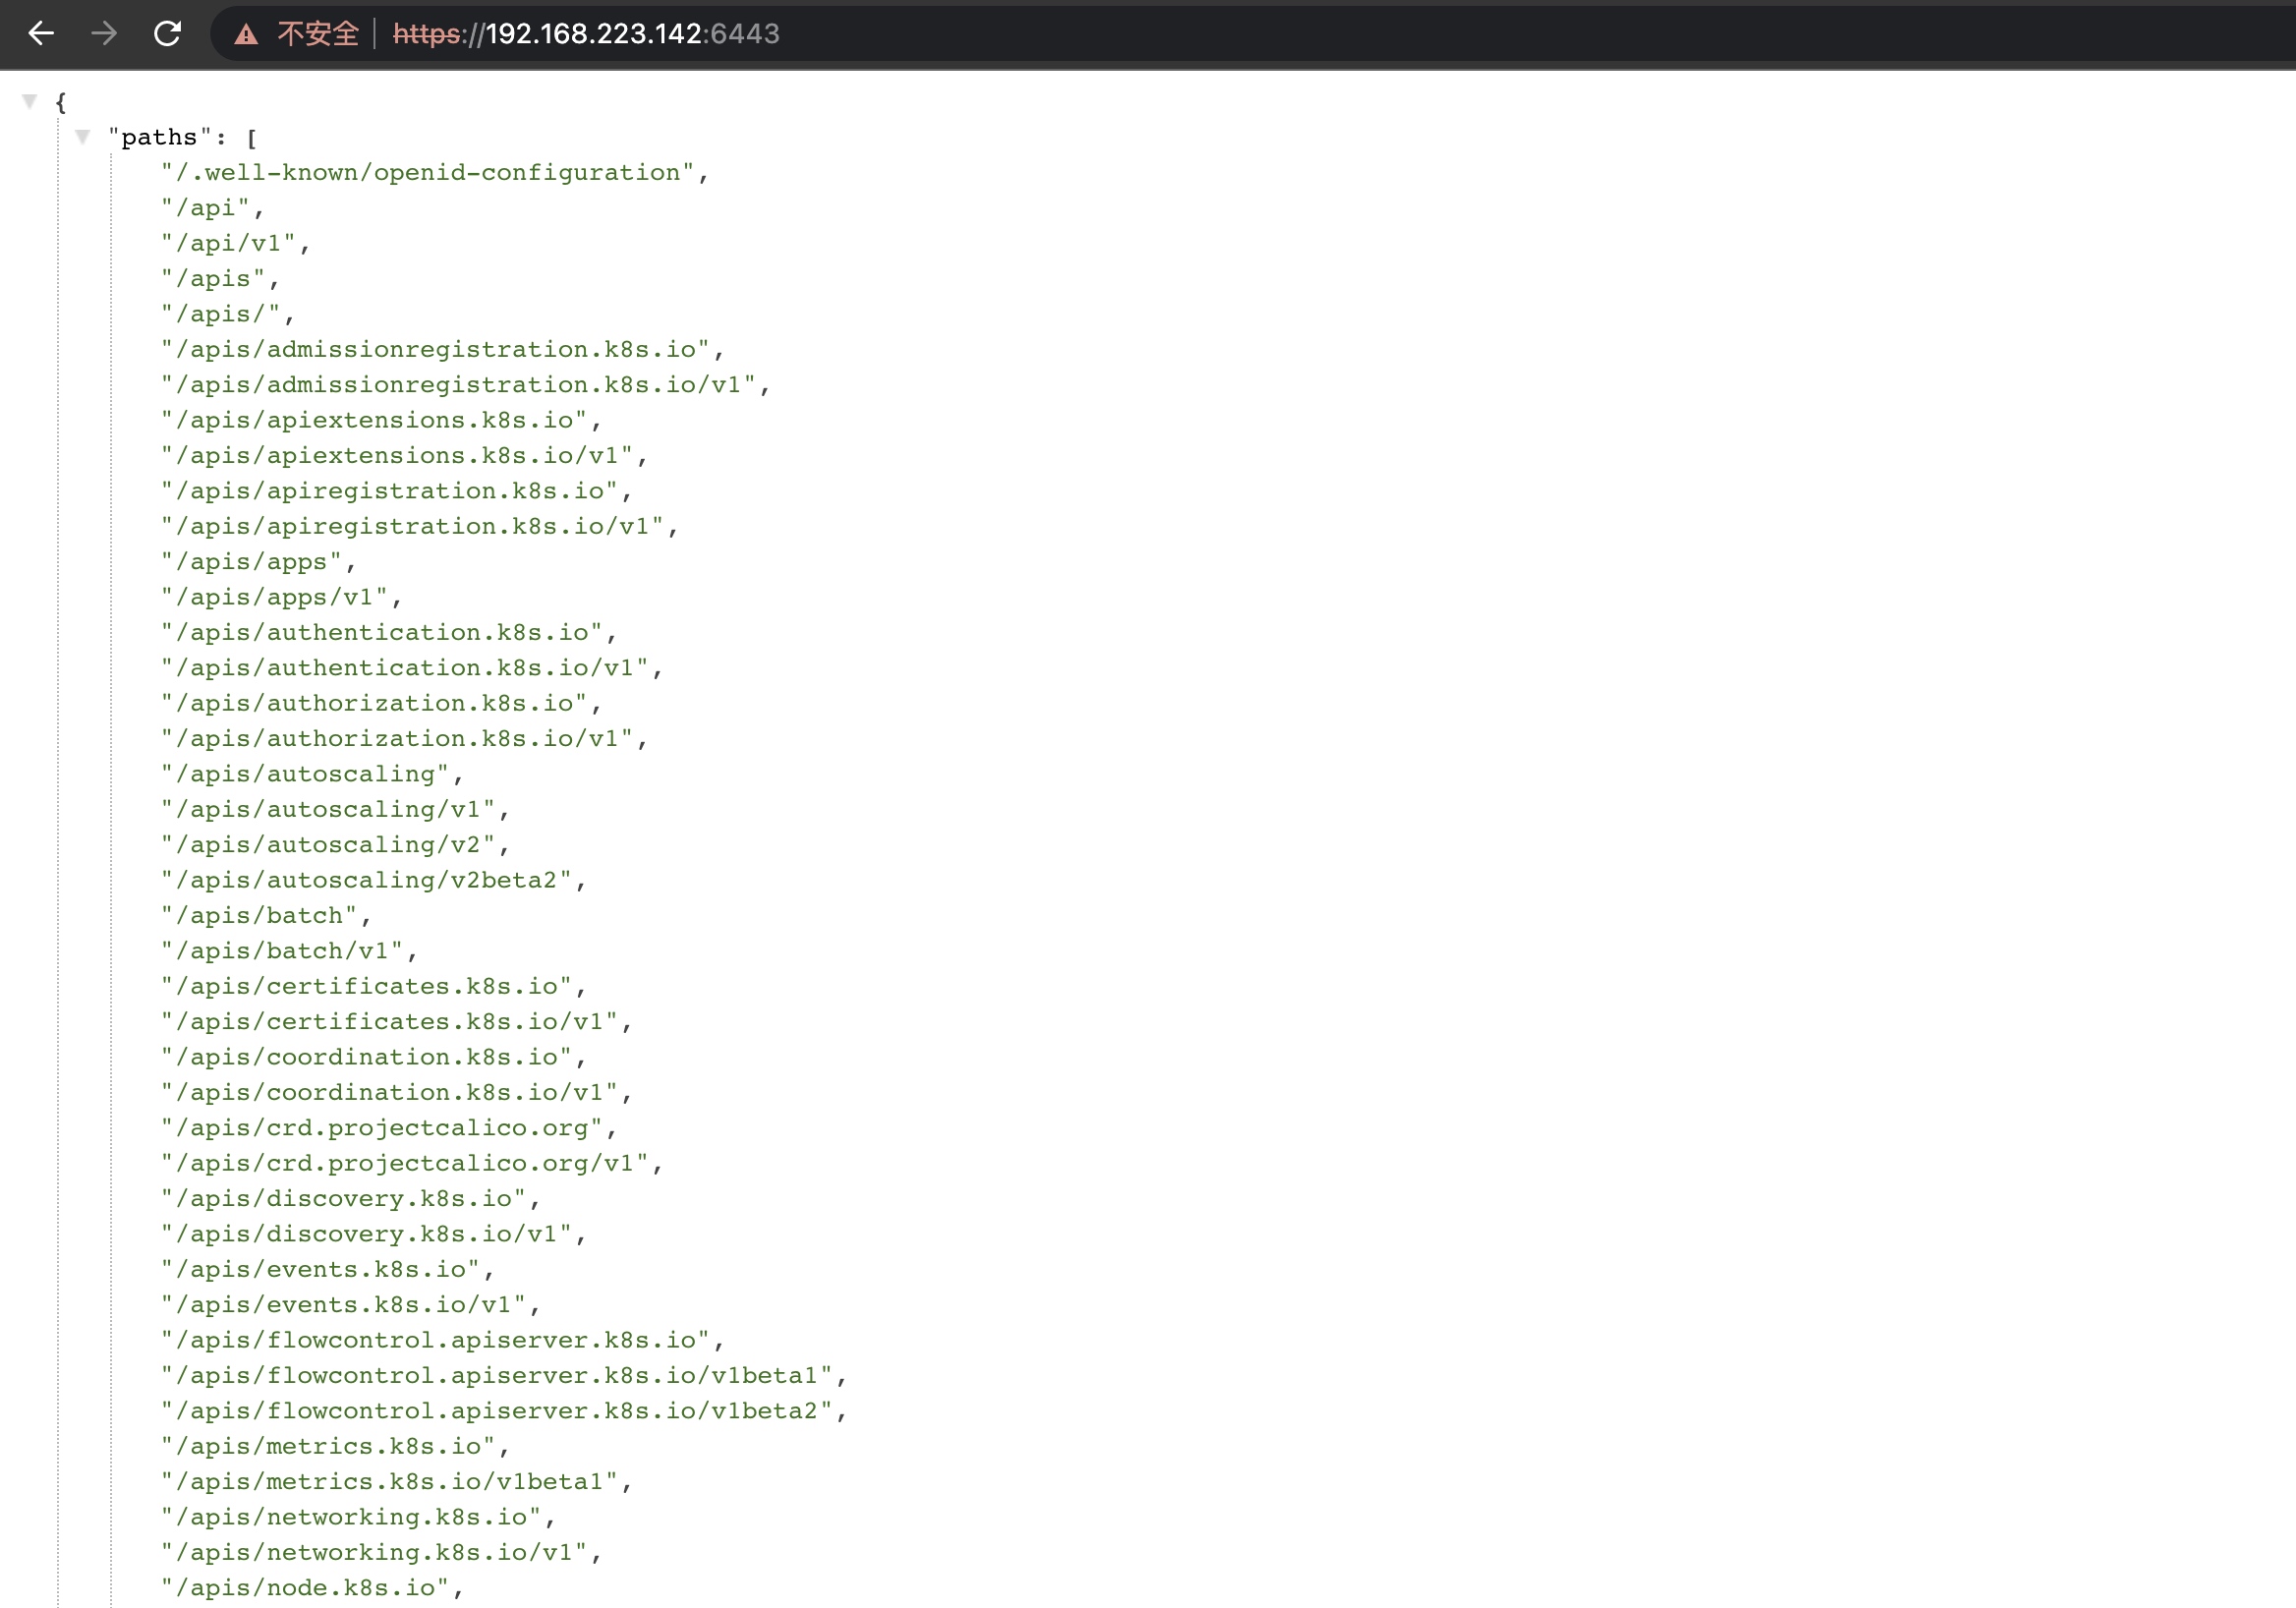 不安全 https://192.168.223.142:6443
{
"paths": [
"/.well-known/openid-configuration",
"/api",
"/api/v1",
"/apis",
"/apis/",
"/apis/admissionregistration.k8s.io",
"/apis/admissionregistration.k8s.io/v1",
"/apis/apiextensions.k8s.io",
"/apis/apiextensions.k8s.io/v1",
"/apis/apiregistration.k8s.io",
"/apis/apiregistration.k8s.io/v1",
"/apis/apps",
"/apis/apps/v1",
"/apis/authentication.k8s.io",
"/apis/authentication.k8s.io/v1",
"/apis/authorization.k8s.io",
"/apis/authorization.k8s.io/v1",
"/apis/autoscaling",
"/apis/autoscaling/v1",
"/apis/autoscaling/v2",
"/apis/autoscaling/v2beta2",
"/apis/batch",
"/apis/batch/v1",
"/apis/certificates.k8s.io",
"/apis/certificates.k8s.io/v1",
"/apis/coordination.k8s.io",
"/apis/coordination.k8s.io/v1",
"/apis/crd.projectcalico.org",
"/apis/crd.projectcalico.org/v1",
"/apis/discovery.k8s.io",
"/apis/discovery.k8s.io/v1",
"/apis/events.k8s.io",
"/apis/events.k8s.io/v1",
"/apis/flowcontrol.apiserver.k8s.io",
"/apis/flowcontrol.apiserver.k8s.io/v1beta1",
"/apis/flowcontrol.apiserver.k8s.io/v1beta2",
"/apis/metrics.k8s.io",
"/apis/metrics.k8s.io/v1beta1",
"/apis/networking.k8s.io",
"/apis/networking.k8s.io/v1",
"/apis/node.k8s.io",